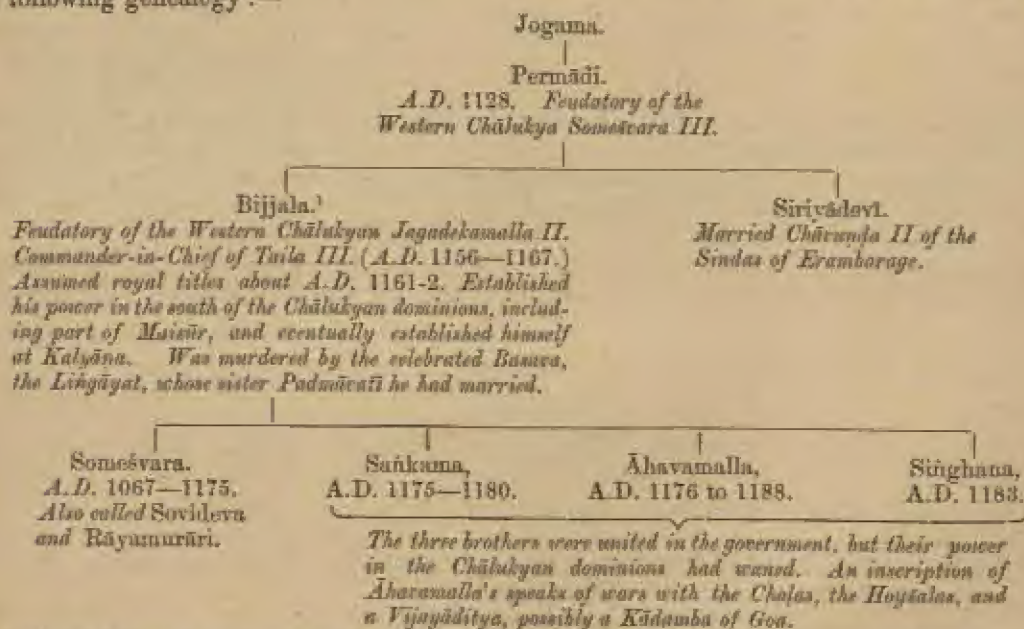 following genealogy :—
Jogama.
Permāḍi.
A.D. 1128. Feudatory of the
Western Chālukya Someśvara III.
Bijjala.¹
Feudatory of the Western Chālukyan Jagadekamalla II.
Commander-in-Chief of Taila III. (A.D. 1156—1167.)
Assumed royal titles about A.D. 1161-2. Established
his power in the south of the Chālukyan dominions, includ-
ing part of Maisūr, and eventually established himself
at Kalyāna. Was murdered by the celebrated Basava,
the Liṅgāyat, whose sister Padmāvatī he had married.
Siriyādevī.
Married Chāvuṇḍa II of the
Sindas of Erambarage.
Someśvara.
A.D. 1067—1175.
Also called Sovideva
and Rāyamurāri.
Saṅkama,
A.D. 1175—1180.
Āhavamalla,
A.D. 1176 to 1188.
Siṅghana,
A.D. 1183.
The three brothers were united in the government, but their power
in the Chālukyan dominions had waned. An inscription of
Āhavamalla's speaks of wars with the Cholas, the Hoyśalas, and
a Vijayāditya, possibly a Kādamba of Goa.